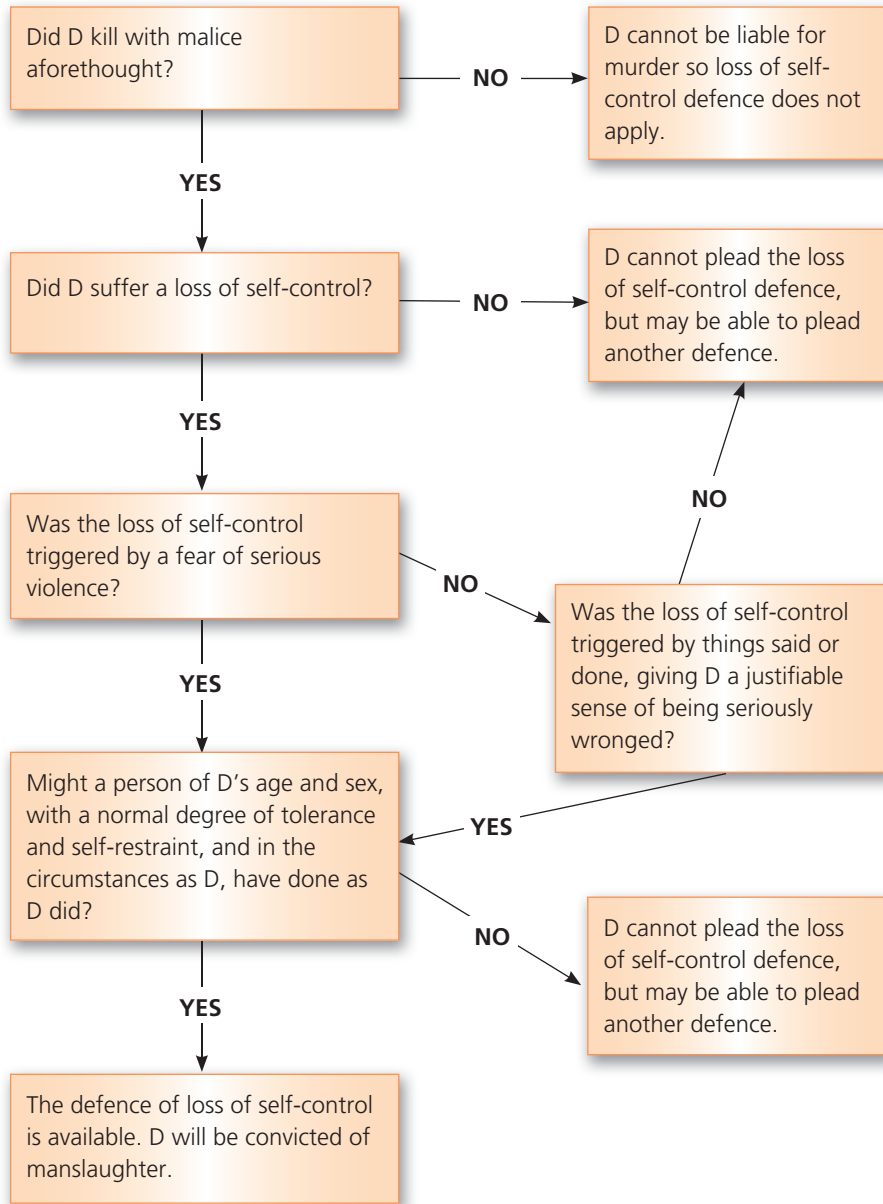 Did D kill with malice
aforethought?
NO
D cannot be liable for
murder so loss of self-
control defence does not
apply.
YES
Did D suffer a loss of self-control?
NO
D cannot plead the loss
of self-control defence,
but may be able to plead
another defence.
YES
Was the loss of self-control
triggered by a fear of serious
violence?
NO
NO
Was the loss of self-control
triggered by things said or
done, giving D a justifiable
sense of being seriously
wronged?
YES
Might a person of D’s age and sex,
with a normal degree of tolerance
and self-restraint, and in the
circumstances as D, have done as
D did?
YES
NO
D cannot plead the loss
of self-control defence,
but may be able to plead
another defence.
YES
The defence of loss of self-control
is available. D will be convicted of
manslaughter.